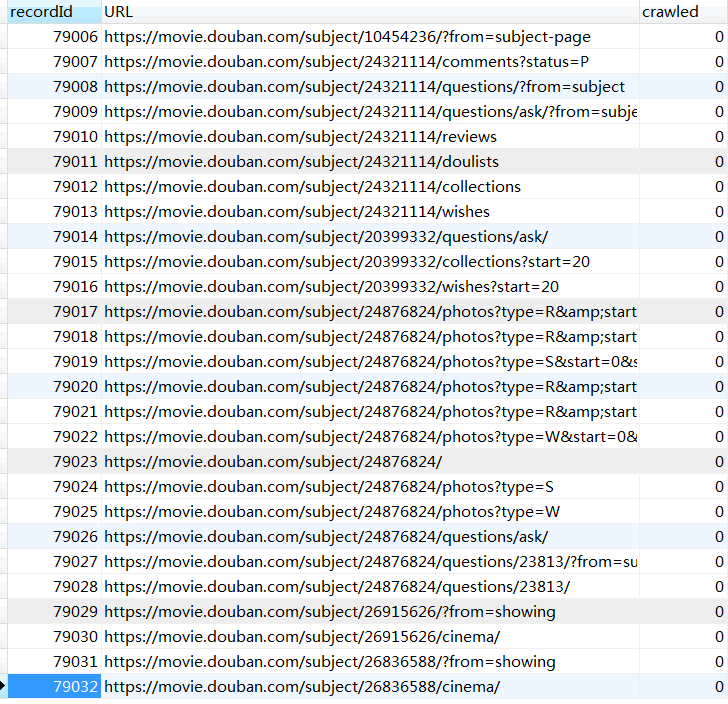 recordId URL crawled
79006 https://movie.douban.com/subject/10454236/?from=subject-page 0
79007 https://movie.douban.com/subject/24321114/comments?status=P 0
79008 https://movie.douban.com/subject/24321114/questions/?from=subject 0
79009 https://movie.douban.com/subject/24321114/questions/ask/?from=subje 0
79010 https://movie.douban.com/subject/24321114/reviews 0
79011 https://movie.douban.com/subject/24321114/doulists 0
79012 https://movie.douban.com/subject/24321114/collections 0
79013 https://movie.douban.com/subject/24321114/wishes 0
79014 https://movie.douban.com/subject/20399332/questions/ask/ 0
79015 https://movie.douban.com/subject/20399332/collections?start=20 0
79016 https://movie.douban.com/subject/20399332/wishes?start=20 0
79017 https://movie.douban.com/subject/24876824/photos?type=R&amp;start 0
79018 https://movie.douban.com/subject/24876824/photos?type=R&amp;start 0
79019 https://movie.douban.com/subject/24876824/photos?type=S&start=0&s 0
79020 https://movie.douban.com/subject/24876824/photos?type=R&amp;start 0
79021 https://movie.douban.com/subject/24876824/photos?type=R&amp;start 0
79022 https://movie.douban.com/subject/24876824/photos?type=W&start=0& 0
79023 https://movie.douban.com/subject/24876824/ 0
79024 https://movie.douban.com/subject/24876824/photos?type=S 0
79025 https://movie.douban.com/subject/24876824/photos?type=W 0
79026 https://movie.douban.com/subject/24876824/questions/ask/ 0
79027 https://movie.douban.com/subject/24876824/questions/23813/?from=su 0
79028 https://movie.douban.com/subject/24876824/questions/23813/ 0
79029 https://movie.douban.com/subject/26915626/?from=showing 0
79030 https://movie.douban.com/subject/26915626/cinema/ 0
79031 https://movie.douban.com/subject/26836588/?from=showing 0
79032 https://movie.douban.com/subject/26836588/cinema/ 0